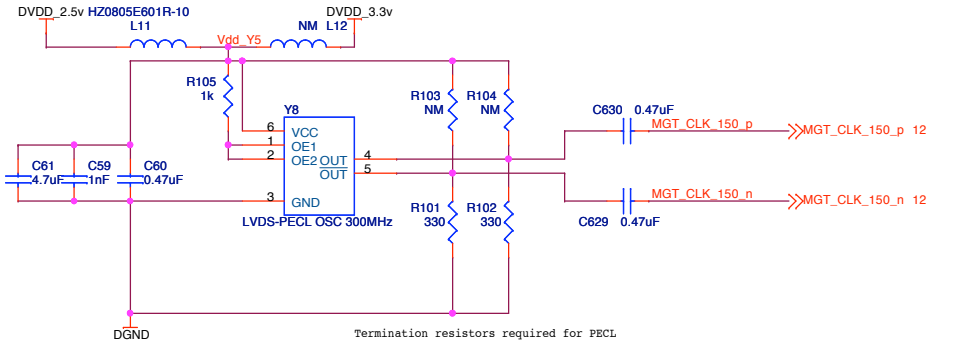 DVDD_2.5v HZ0805E601R-10
L11
DVDD_3.3v
NM L12
Vdd_Y5
R105
1k
R103
NM
R104
NM
Y8
6 VCC
1 OE1
2 OE2 OUT 4
OUT 5
3 GND
LVDS-PECL OSC 300MHz
C61
4.7uF
C59
1nF
C60
0.47uF
R101
330
R102
330
C630 0.47uF
MGT_CLK_150_p
MGT_CLK_150_p 12
MGT_CLK_150_n
MGT_CLK_150_n 12
C629 0.47uF
DGND
Termination resistors required for PECL